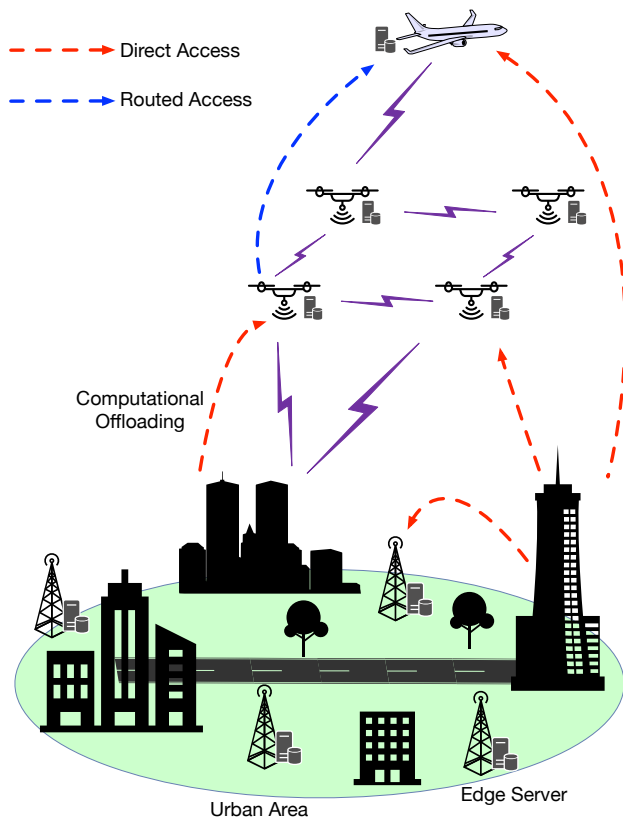 Direct Access
Routed Access
Computational
Offloading
Edge Server
Urban Area